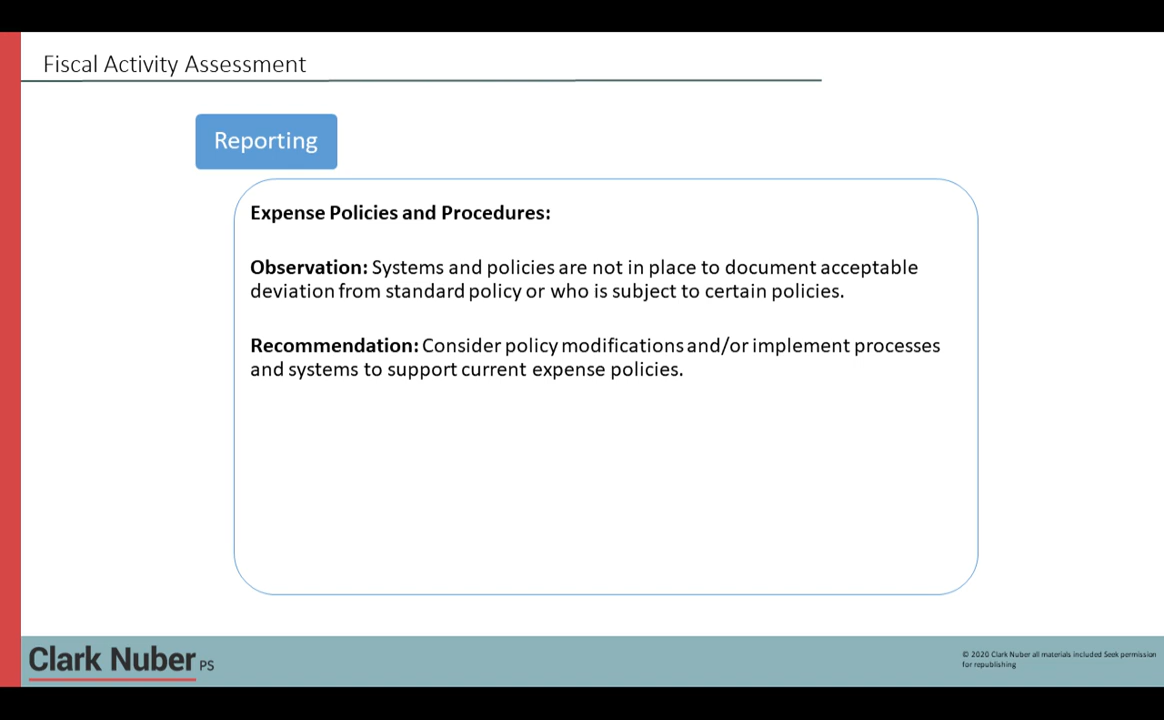 Fiscal Activity Assessment
Reporting
Expense Policies and Procedures:
Observation: Systems and policies are not in place to document acceptable
deviation from standard policy or who is subject to certain policies.
Recommendation: Consider policy modifications and/or implement processes
and systems to support current expense policies.
Clark Nuber PS
© 2020 Clark Nuber all materials included Seek permission
for republishing